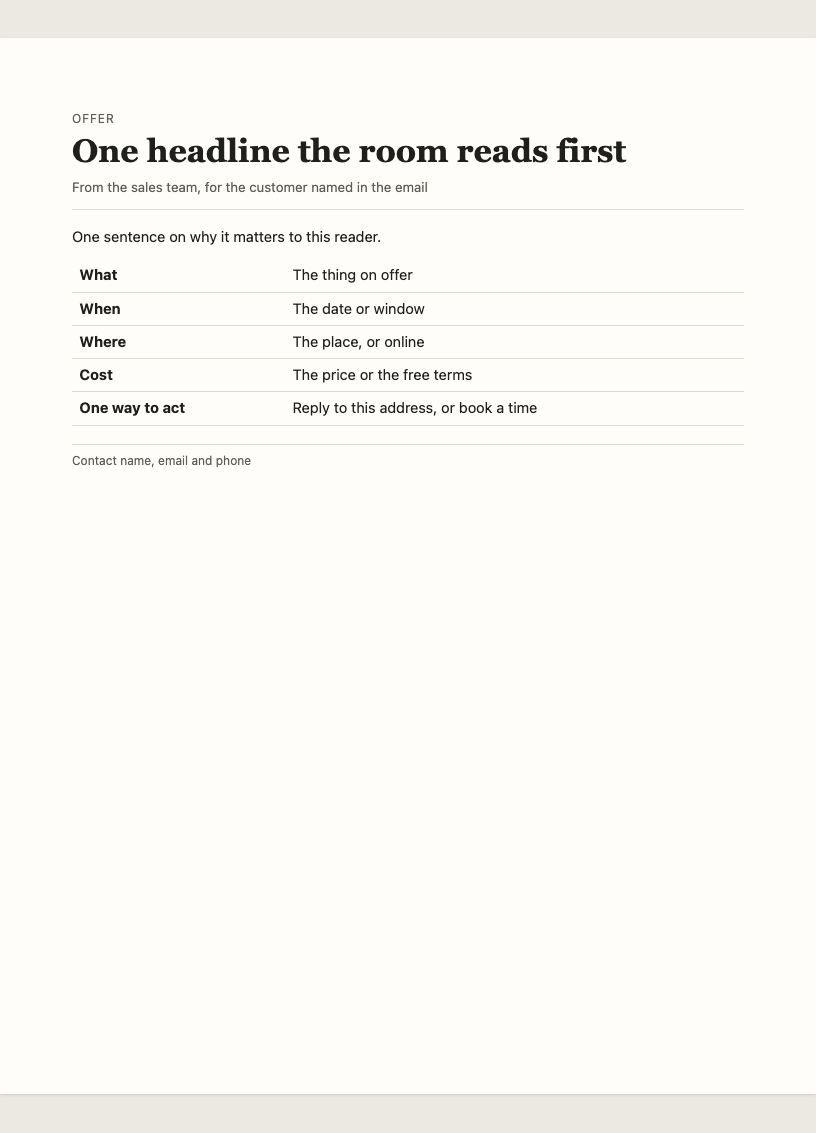 OFFER
One headline the room reads first
From the sales team, for the customer named in the email
One sentence on why it matters to this reader.
What The thing on offer
When The date or window
Where The place, or online
Cost The price or the free terms
One way to act Reply to this address, or book a time
Contact name, email and phone